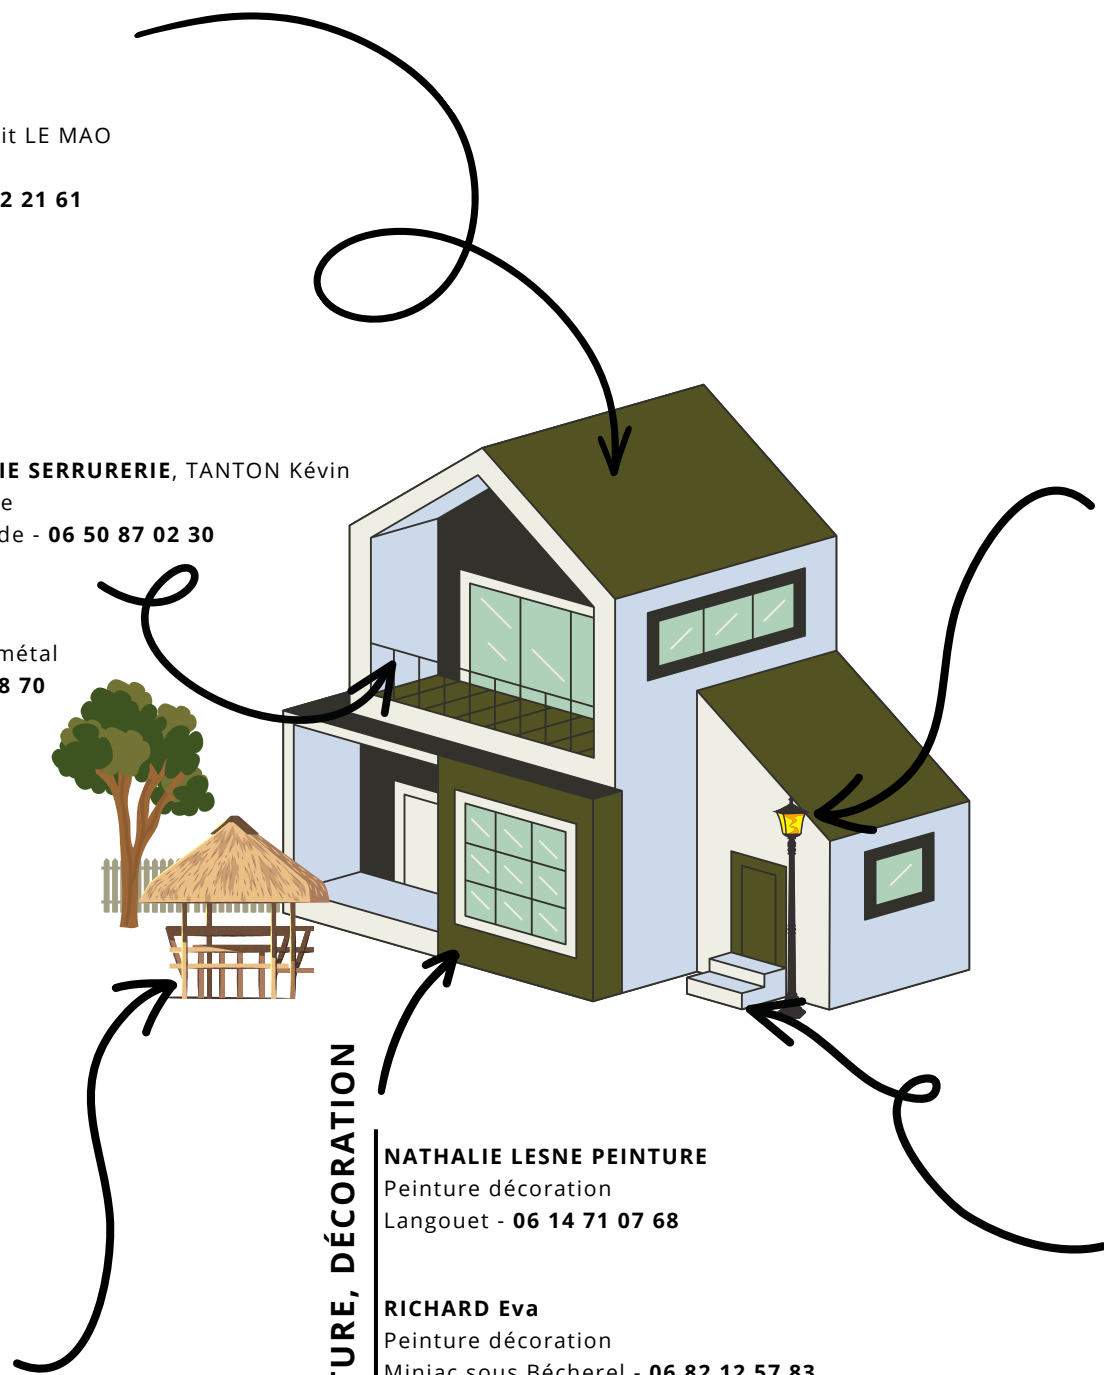 it LE MAO
2 21 61
IE SERRURERIE, TANTON Kévin
e
de - 06 50 87 02 30
métal
8 70
TURE, DÉCORATION
NATHALIE LESNE PEINTURE
Peinture décoration
Langouet - 06 14 71 07 68
RICHARD Eva
Peinture décoration
Miniac sous Bécherel - 06 82 12 57 83